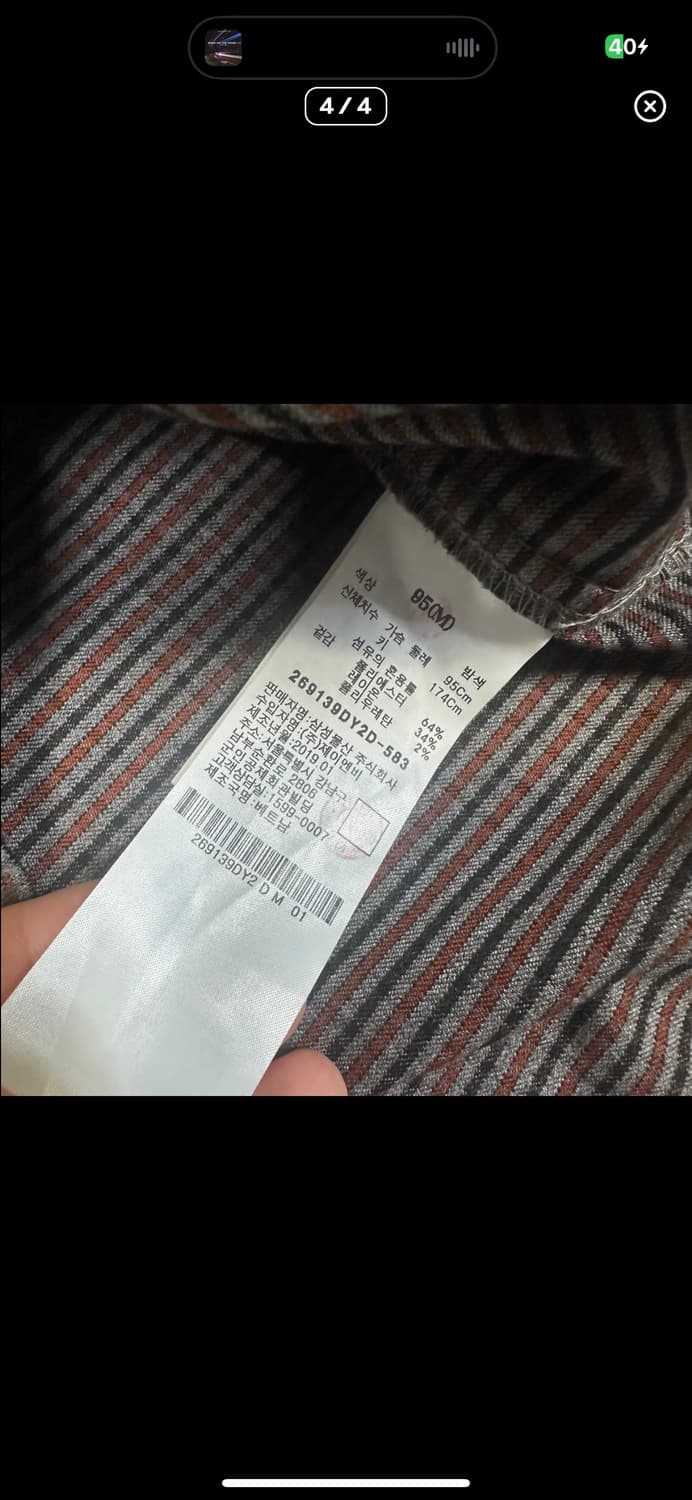 40
4 / 4
95(M)
색상 밤색
신체치수 가슴 둘레 95Cm
키 174Cm
섬유의 혼용률
겉감 폴리에스터 64%
레이온 34%
폴리우레탄 2%
269139DY2D-583
판매자명:삼성물산 주식회사
수입자명:(주)제이엔비
제조년월:2019.01
주소:서울특별시 강남구
남부순환로 2806
군인공제회관빌딩
고객상담실:1599-0007
제조국명:베트남
269139DY2 D M 01